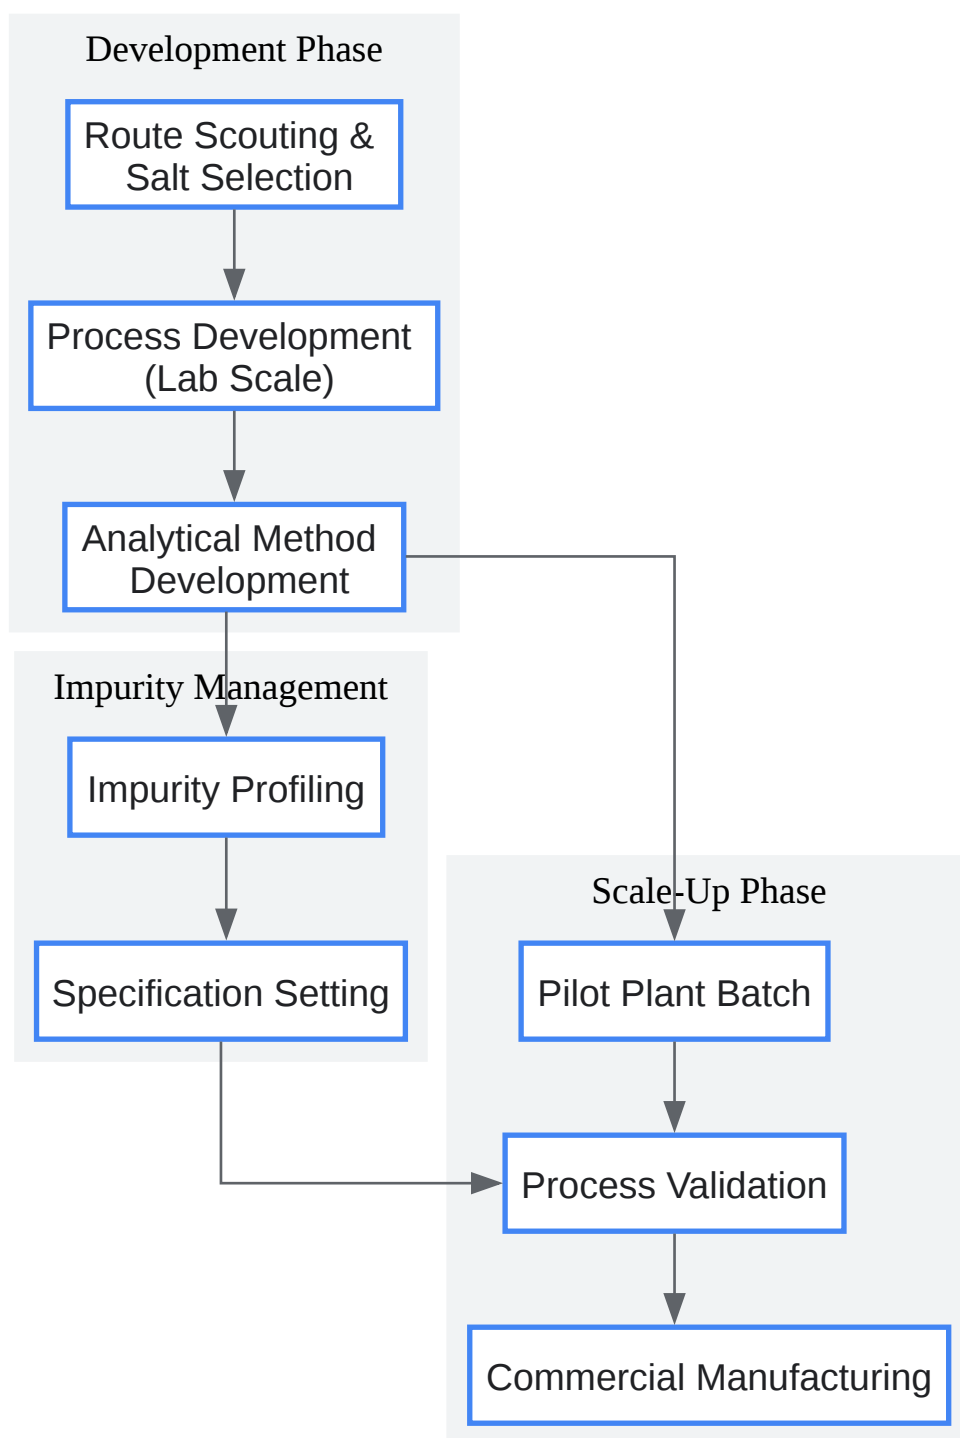 Development Phase
Route Scouting &
Salt Selection
Process Development
(Lab Scale)
Analytical Method
Development
Impurity Management
Impurity Profiling
Specification Setting
Scale-Up Phase
Pilot Plant Batch
Process Validation
Commercial Manufacturing